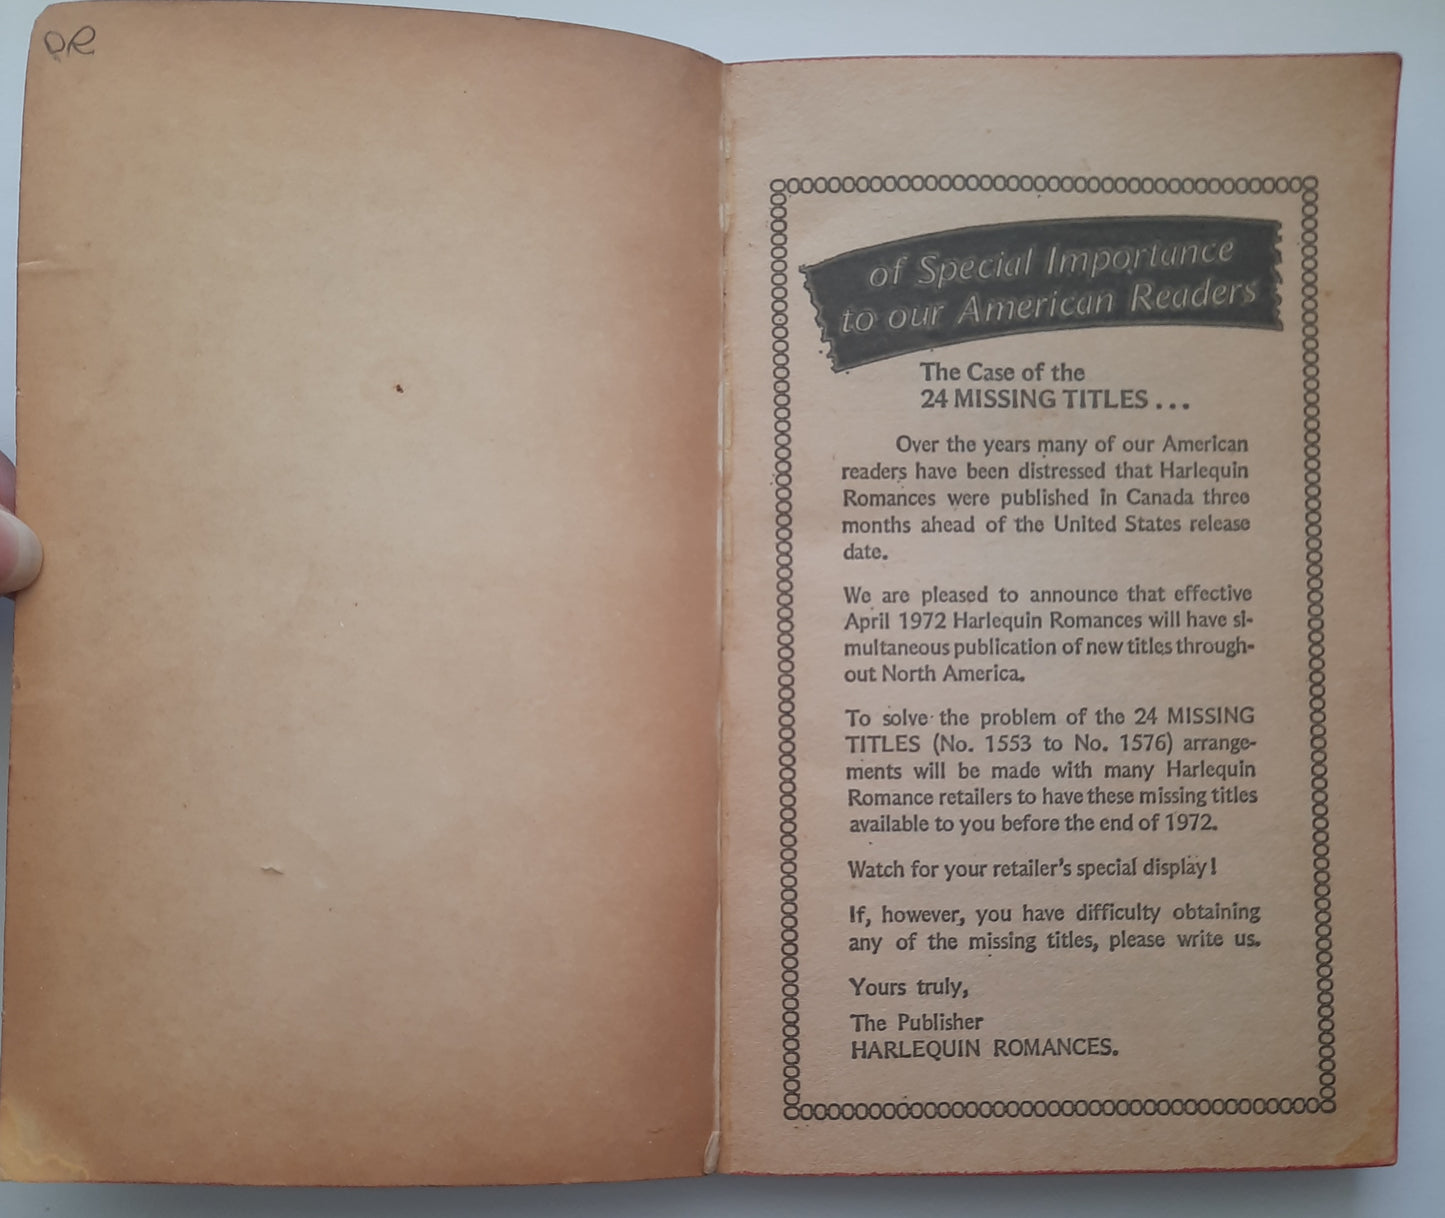 DR
of Special Importance
to our American Readers
The Case of the
24 MISSING TITLES . . .
Over the years many of our American
readers have been distressed that Harlequin
Romances were published in Canada three
months ahead of the United States release
date.
We are pleased to announce that effective
April 1972 Harlequin Romances will have si-
multaneous publication of new titles through-
out North America.
To solve the problem of the 24 MISSING
TITLES (No. 1553 to No. 1576) arrange-
ments will be made with many Harlequin
Romance retailers to have these missing titles
available to you before the end of 1972.
Watch for your retailer's special display!
If, however, you have difficulty obtaining
any of the missing titles, please write us.
Yours truly,
The Publisher
HARLEQUIN ROMANCES.